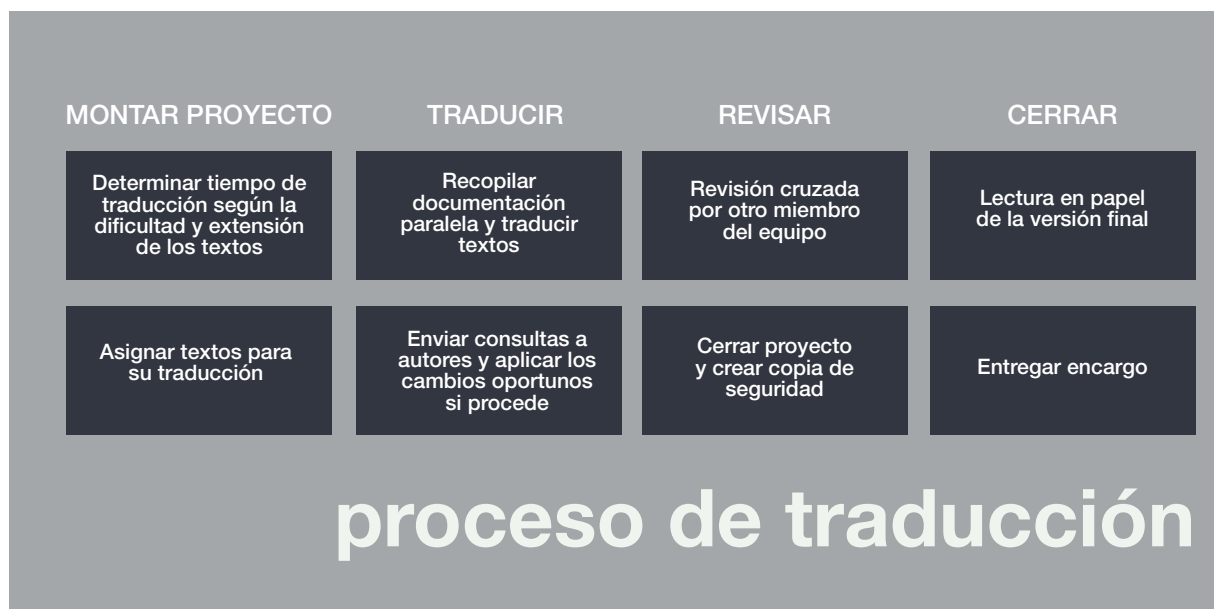 MONTAR PROYECTO
Determinar tiempo de
traducción según la
dificultad y extensión
de los textos
Asignar textos para
su traducción
TRADUCIR
Recopilar
documentación
paralela y traducir
textos
Enviar consultas a
autores y aplicar los
cambios oportunos
si procede
REVISAR
Revisión cruzada
por otro miembro
del equipo
Cerrar proyecto
y crear copia de
seguridad
CERRAR
Lectura en papel
de la versión final
Entregar encargo
proceso de traducción